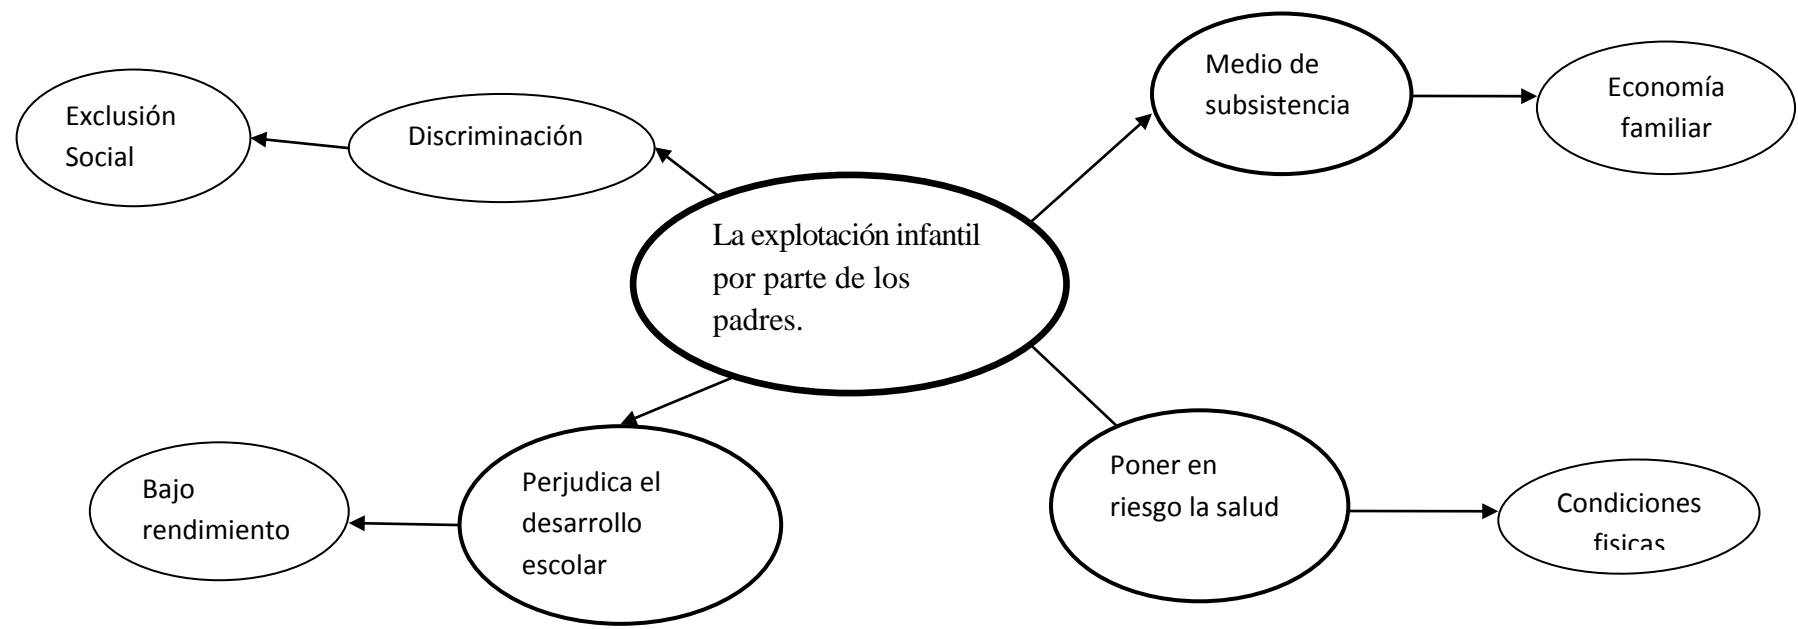 Exclusión
Social
Discriminación
Medio de
subsistencia
Economía
familiar
La explotación infantil
por parte de los
padres.
Bajo
rendimiento
Perjudica el
desarrollo
escolar
Poner en
riesgo la salud
Condiciones
fisicas